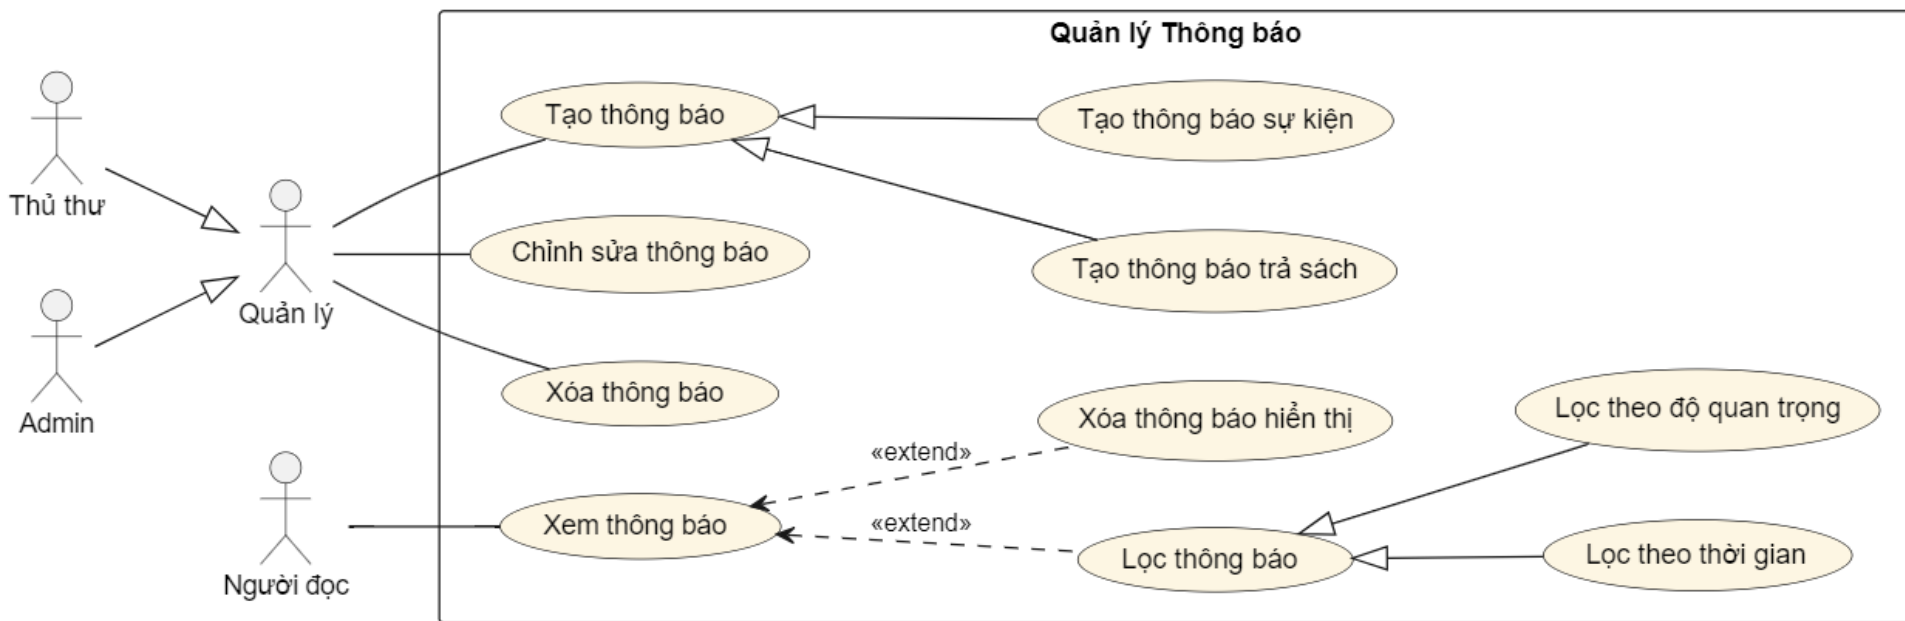 Quản lý Thông báo
Thủ thư
Admin
Quản lý
Người đọc
Tạo thông báo
Chỉnh sửa thông báo
Xóa thông báo
Xem thông báo
Tạo thông báo sự kiện
Tạo thông báo trả sách
Xóa thông báo hiển thị
«extend»
«extend»
Lọc thông báo
Lọc theo độ quan trọng
Lọc theo thời gian